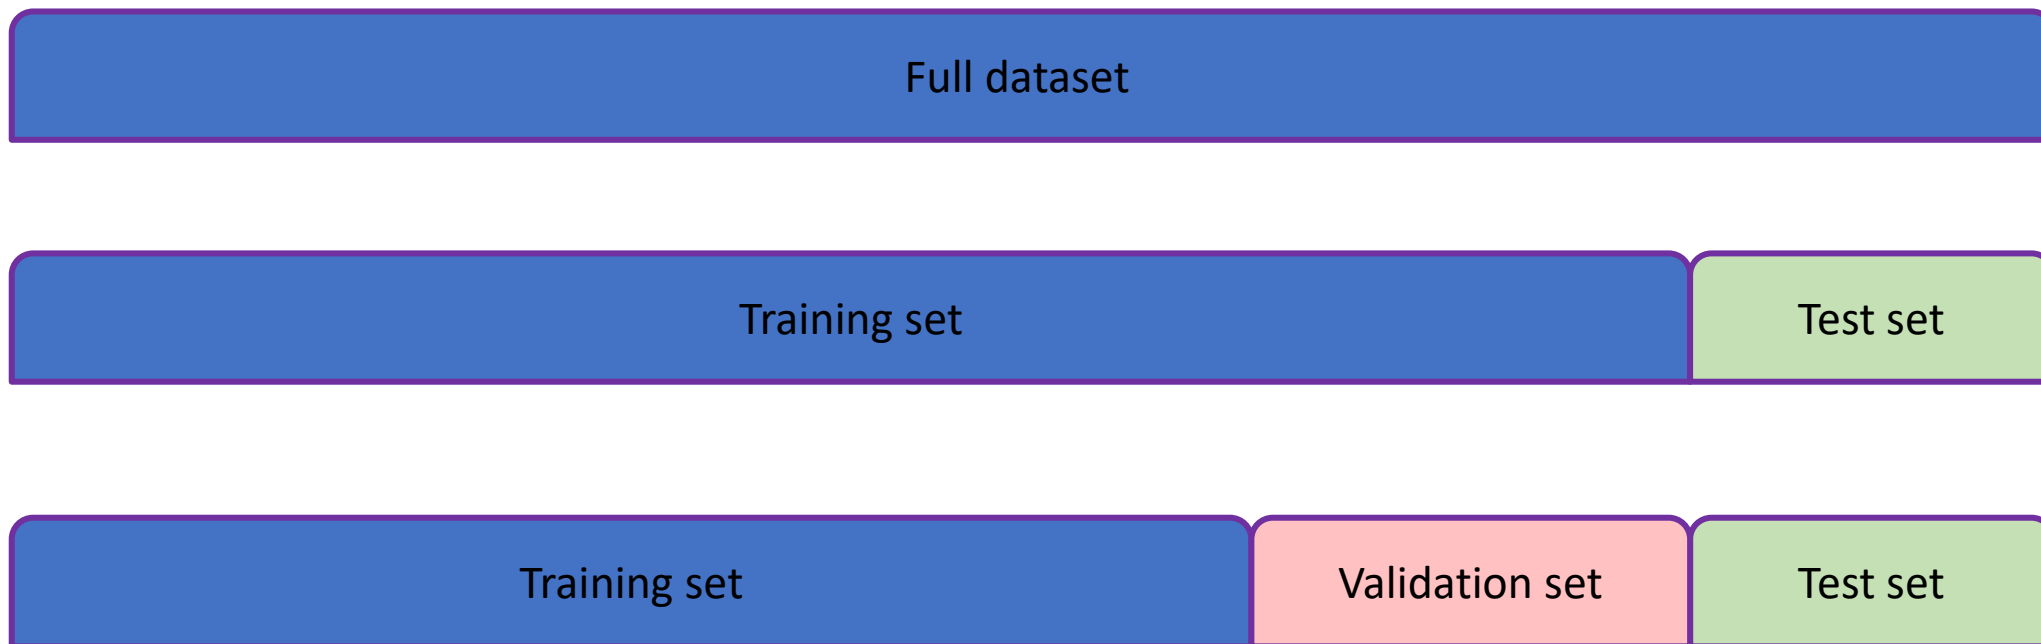 Full dataset
Training set
Test set
Training set
Validation set
Test set